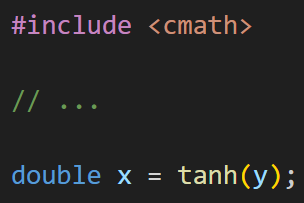 #include <cmath>
// ...
double x = tanh(y);